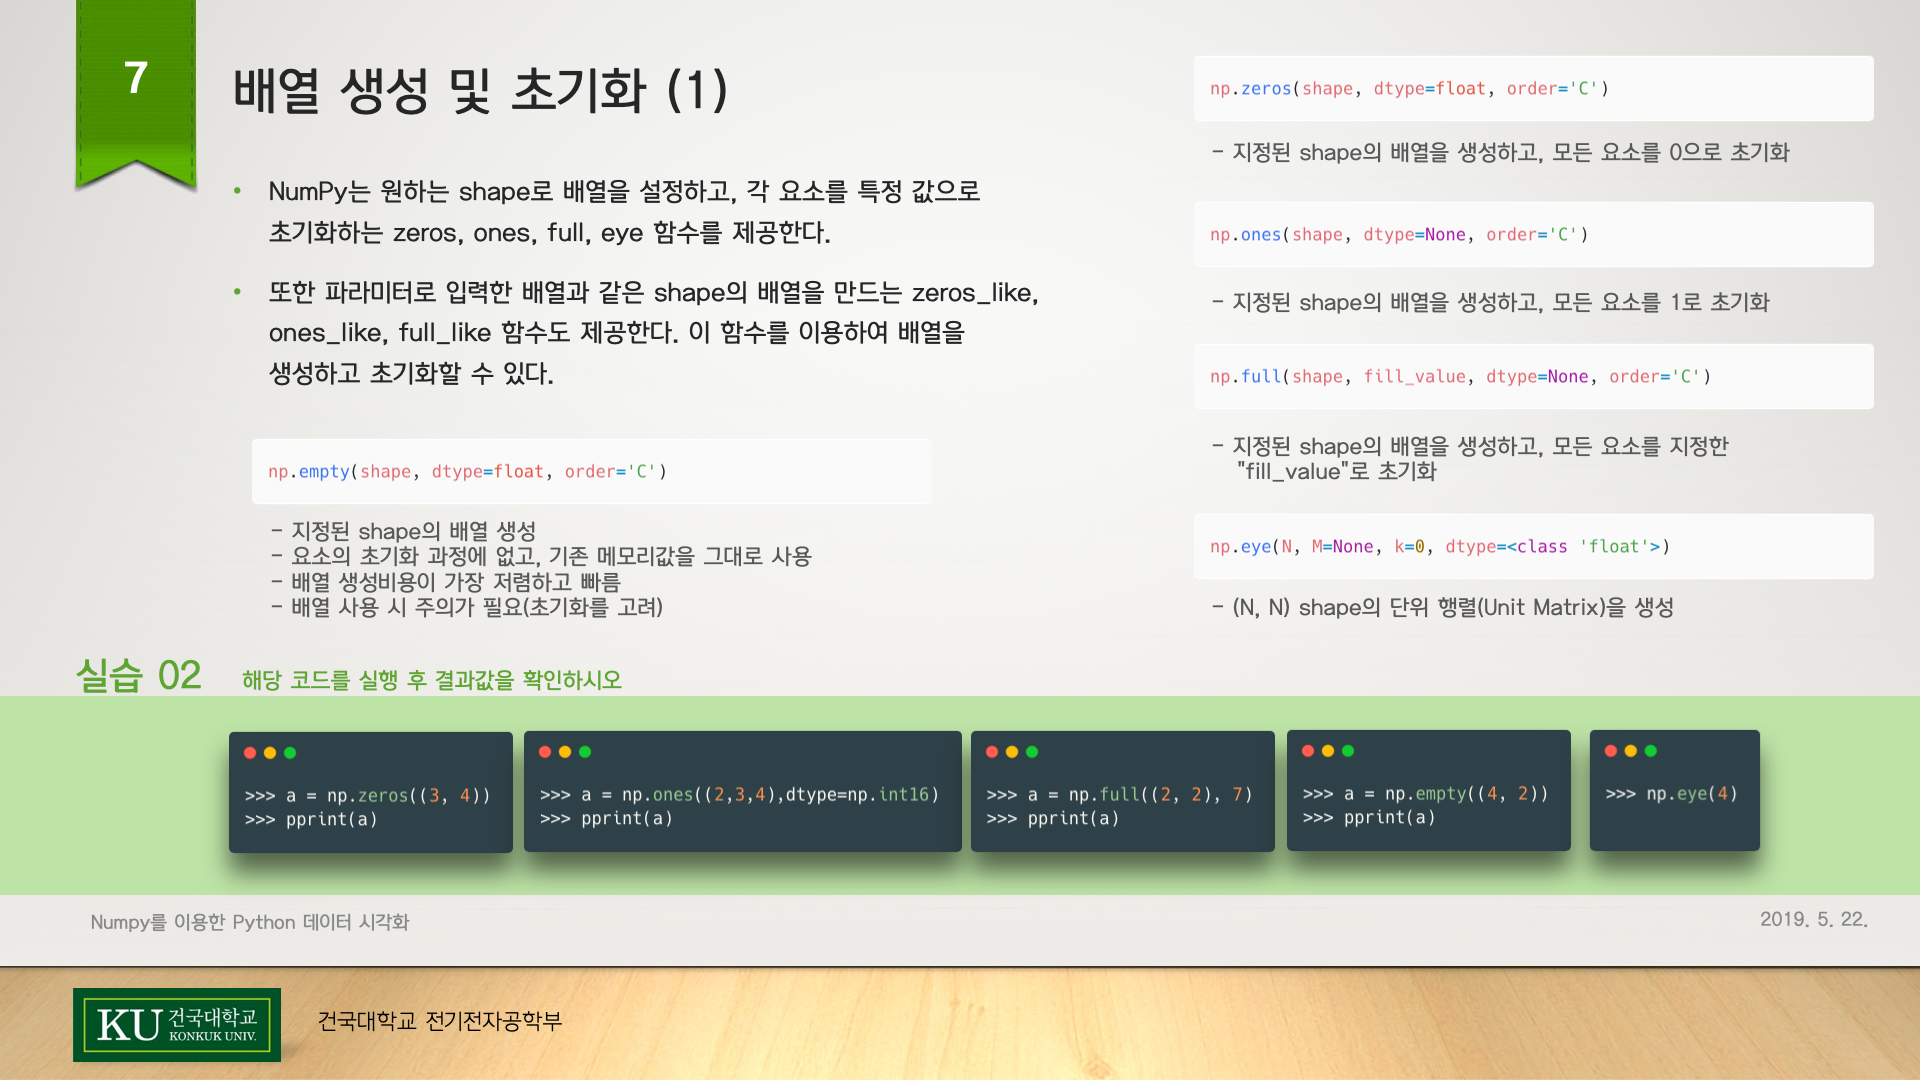 7
배열 생성 및 초기화 (1)
• NumPy는 원하는 shape로 배열을 설정하고, 각 요소를 특정 값으로
초기화하는 zeros, ones, full, eye 함수를 제공한다.
• 또한 파라미터로 입력한 배열과 같은 shape의 배열을 만드는 zeros_like,
ones_like, full_like 함수도 제공한다. 이 함수를 이용하여 배열을
생성하고 초기화할 수 있다.
np.empty(shape, dtype=float, order='C')
- 지정된 shape의 배열 생성
- 요소의 초기화 과정에 없고, 기존 메모리값을 그대로 사용
- 배열 생성비용이 가장 저렴하고 빠름
- 배열 사용 시 주의가 필요(초기화를 고려)
np.zeros(shape, dtype=float, order='C')
- 지정된 shape의 배열을 생성하고, 모든 요소를 0으로 초기화
np.ones(shape, dtype=None, order='C')
- 지정된 shape의 배열을 생성하고, 모든 요소를 1로 초기화
np.full(shape, fill_value, dtype=None, order='C')
- 지정된 shape의 배열을 생성하고, 모든 요소를 지정한
"fill_value"로 초기화
np.eye(N, M=None, k=0, dtype=<class 'float'>)
- (N, N) shape의 단위 행렬(Unit Matrix)을 생성
실습 02
해당 코드를 실행 후 결과값을 확인하시오
>>> a = np.zeros((3, 4))
>>> pprint(a)
>>> a = np.ones((2,3,4),dtype=np.int16)
>>> pprint(a)
>>> a = np.full((2, 2), 7)
>>> pprint(a)
>>> a = np.empty((4, 2))
>>> pprint(a)
>>> np.eye(4)
Numpy를 이용한 Python 데이터 시각화
2019. 5. 22.
KU 건국대학교
KONKUK UNIV.
건국대학교 전기전자공학부